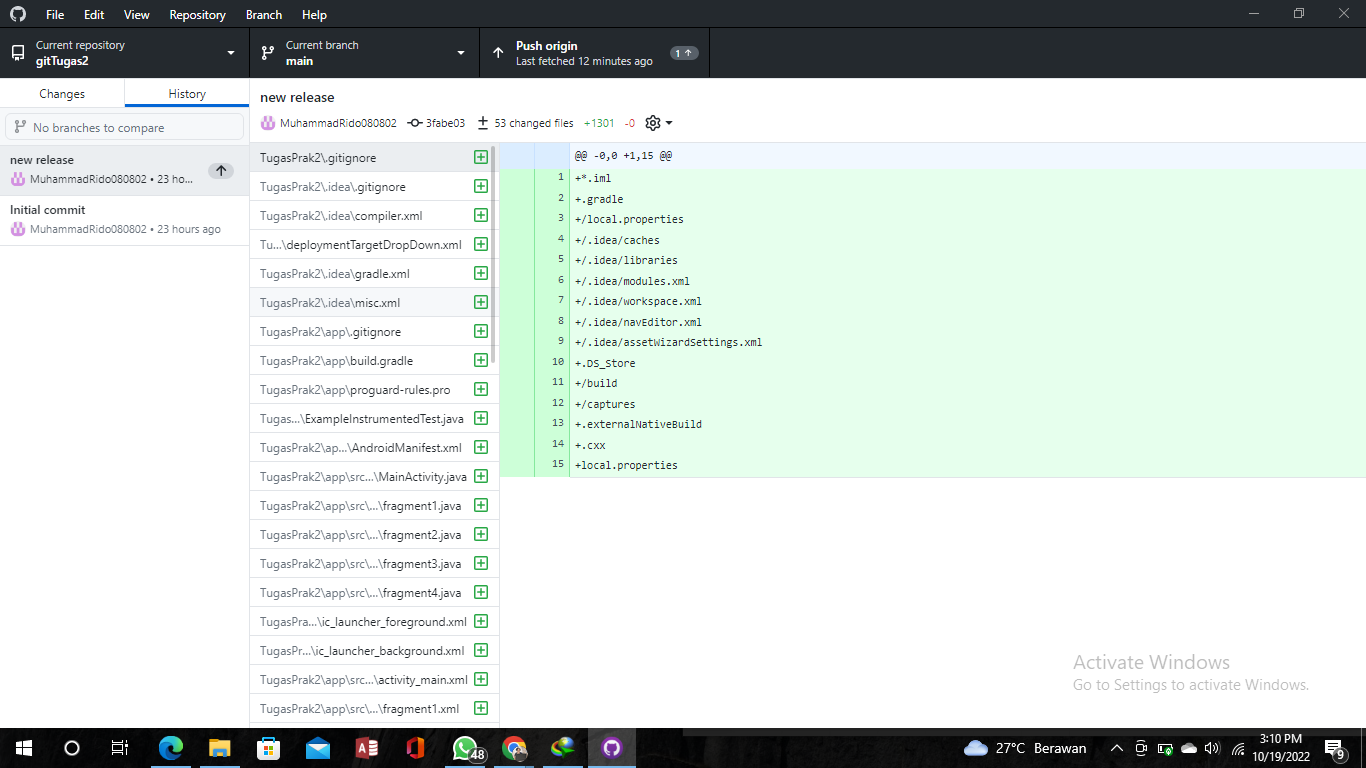 File Edit View Repository Branch Help
Current repository
gitTugas2
Current branch
main
Push origin
Last fetched 12 minutes ago
1
Changes
History
No branches to compare
new release
MuhammadRido080802 • 23 ho...
Initial commit
MuhammadRido080802 • 23 hours ago
new release
MuhammadRido080802 3fabe03 53 changed files +1301 -0
TugasPrak2\.gitignore
TugasPrak2\.idea\.gitignore
TugasPrak2\.idea\compiler.xml
Tu...\deploymentTargetDropDown.xml
TugasPrak2\.idea\gradle.xml
TugasPrak2\.idea\misc.xml
TugasPrak2\app\.gitignore
TugasPrak2\app\build.gradle
TugasPrak2\app\proguard-rules.pro
Tugas...\ExampleInstrumentedTest.java
TugasPrak2\ap...\AndroidManifest.xml
TugasPrak2\app\src...\MainActivity.java
TugasPrak2\app\src\...\fragment1.java
TugasPrak2\app\src\...\fragment2.java
TugasPrak2\app\src\...\fragment3.java
TugasPrak2\app\src\...\fragment4.java
TugasPra...\ic_launcher_foreground.xml
TugasPr...\ic_launcher_background.xml
TugasPrak2\app\src...\activity_main.xml
TugasPrak2\app\src\...\fragment1.xml
@@ -0,0 +1,15 @@
1 +*.iml
2 +.gradle
3 +/local.properties
4 +/.idea/caches
5 +/.idea/libraries
6 +/.idea/modules.xml
7 +/.idea/workspace.xml
8 +/.idea/navEditor.xml
9 +/.idea/assetWizardSettings.xml
10 +.DS_Store
11 +/build
12 +/captures
13 +.externalNativeBuild
14 +.cxx
15 +local.properties
Activate Windows
Go to Settings to activate Windows.
48
27°C Berawan
3:10 PM
10/19/2022
9